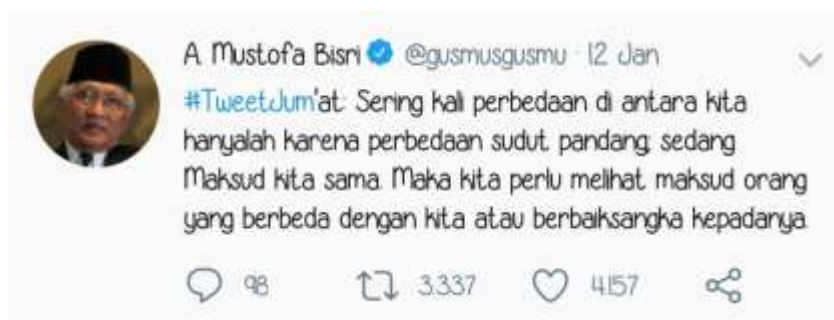 A. Mustofa Bisri @gusmusgusmu · 12 Jan
#TweetJum'at: Sering kali perbedaan di antara kita
hanyalah karena perbedaan sudut pandang; sedang
Maksud kita sama. Maka kita perlu melihat maksud orang
yang berbeda dengan kita atau berbaiksangka kepadanya.
98 3.337 4.157